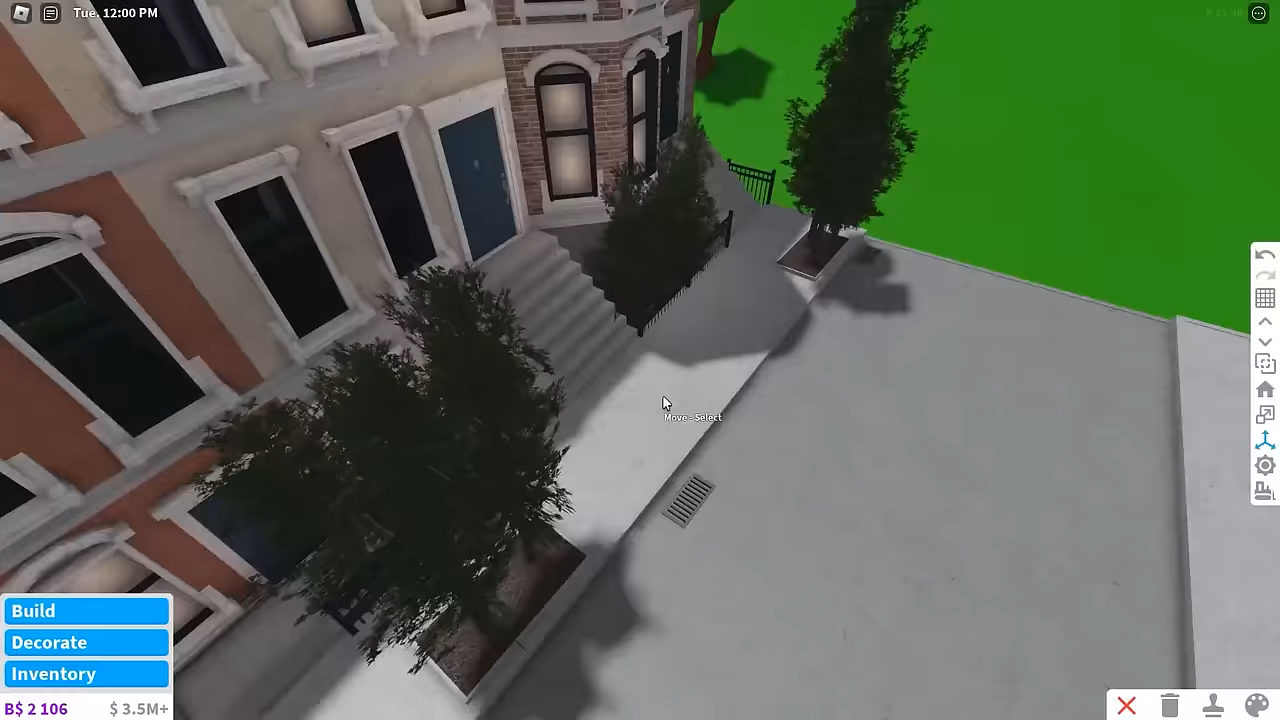 Tue. 12:00 PM
Move - Select
Build
Decorate
Inventory
B$ 2 106
$ 3.5M+